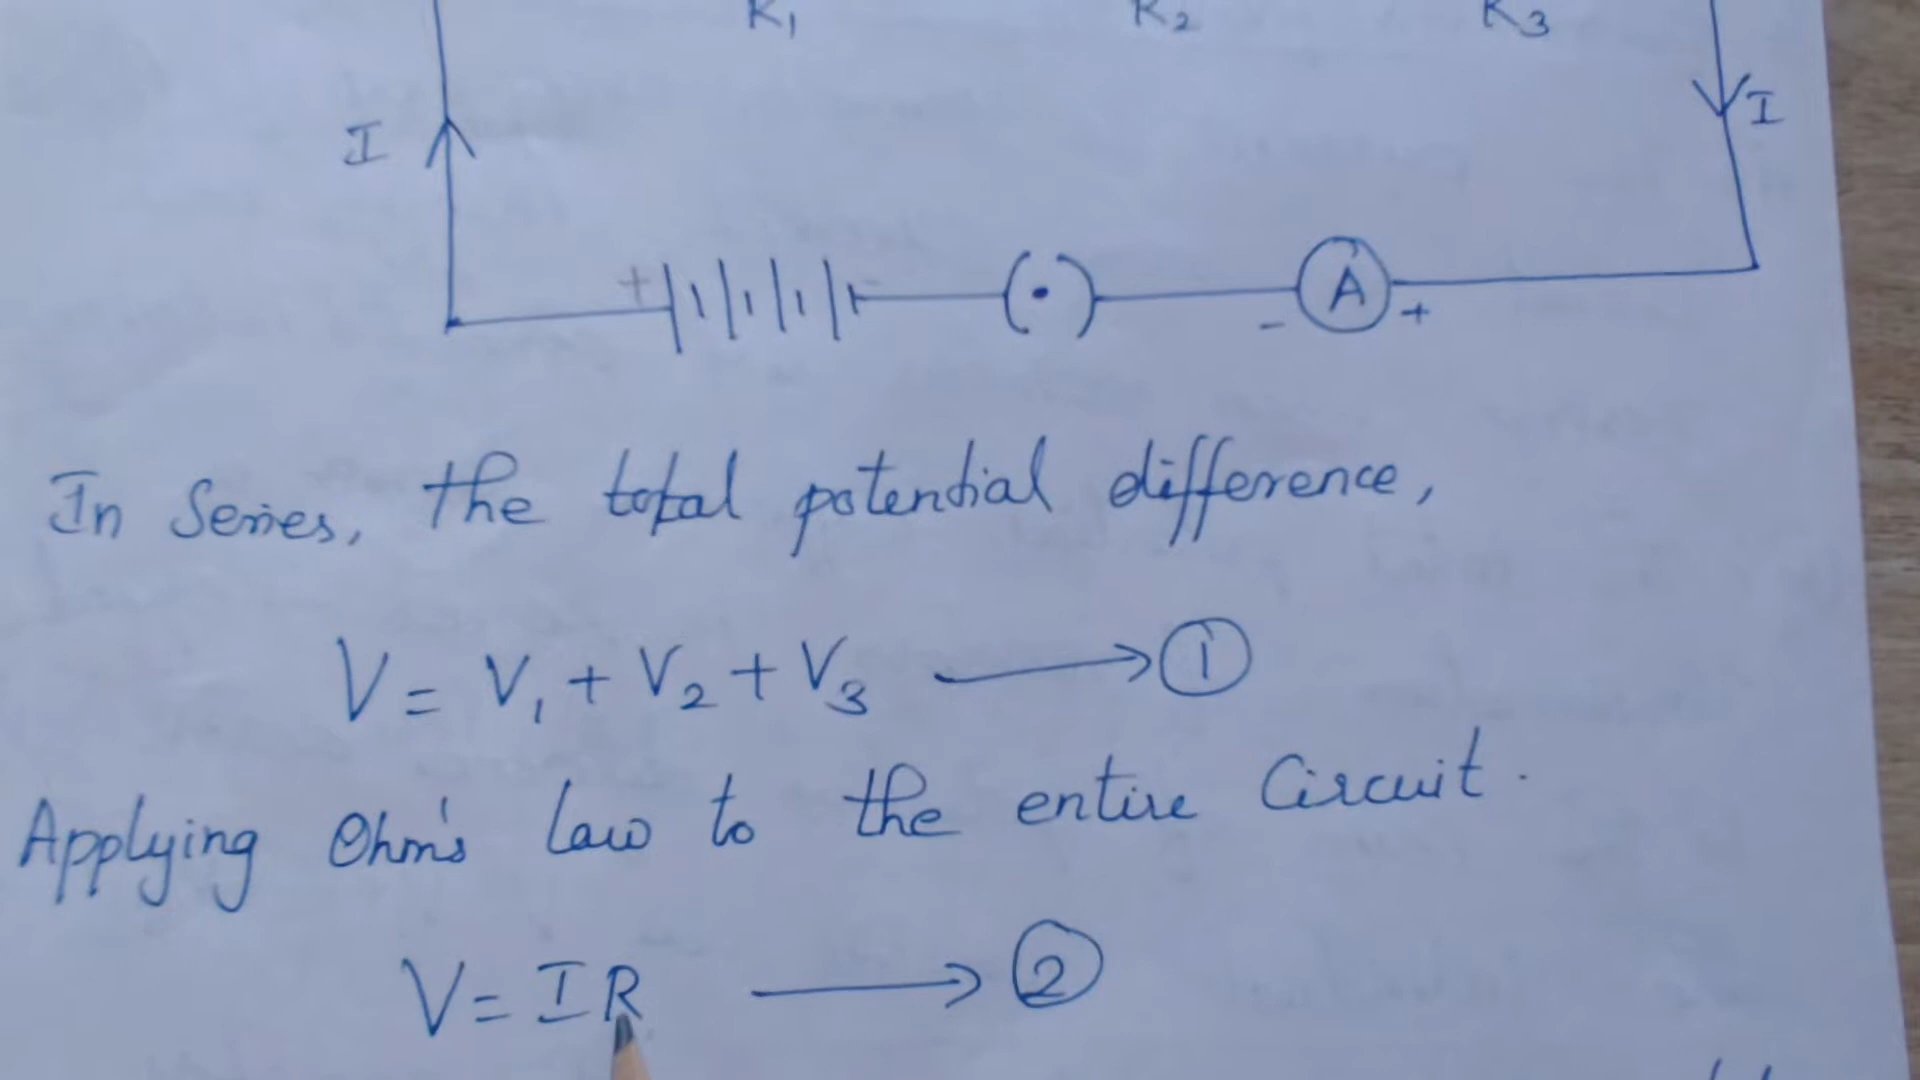 R₁ R₂ R₃
I I
+ - A +
In Series, the total potential difference,
V = V₁ + V₂ + V₃ → ①
Applying Ohm's law to the entire Circuit.
V = IR → ②